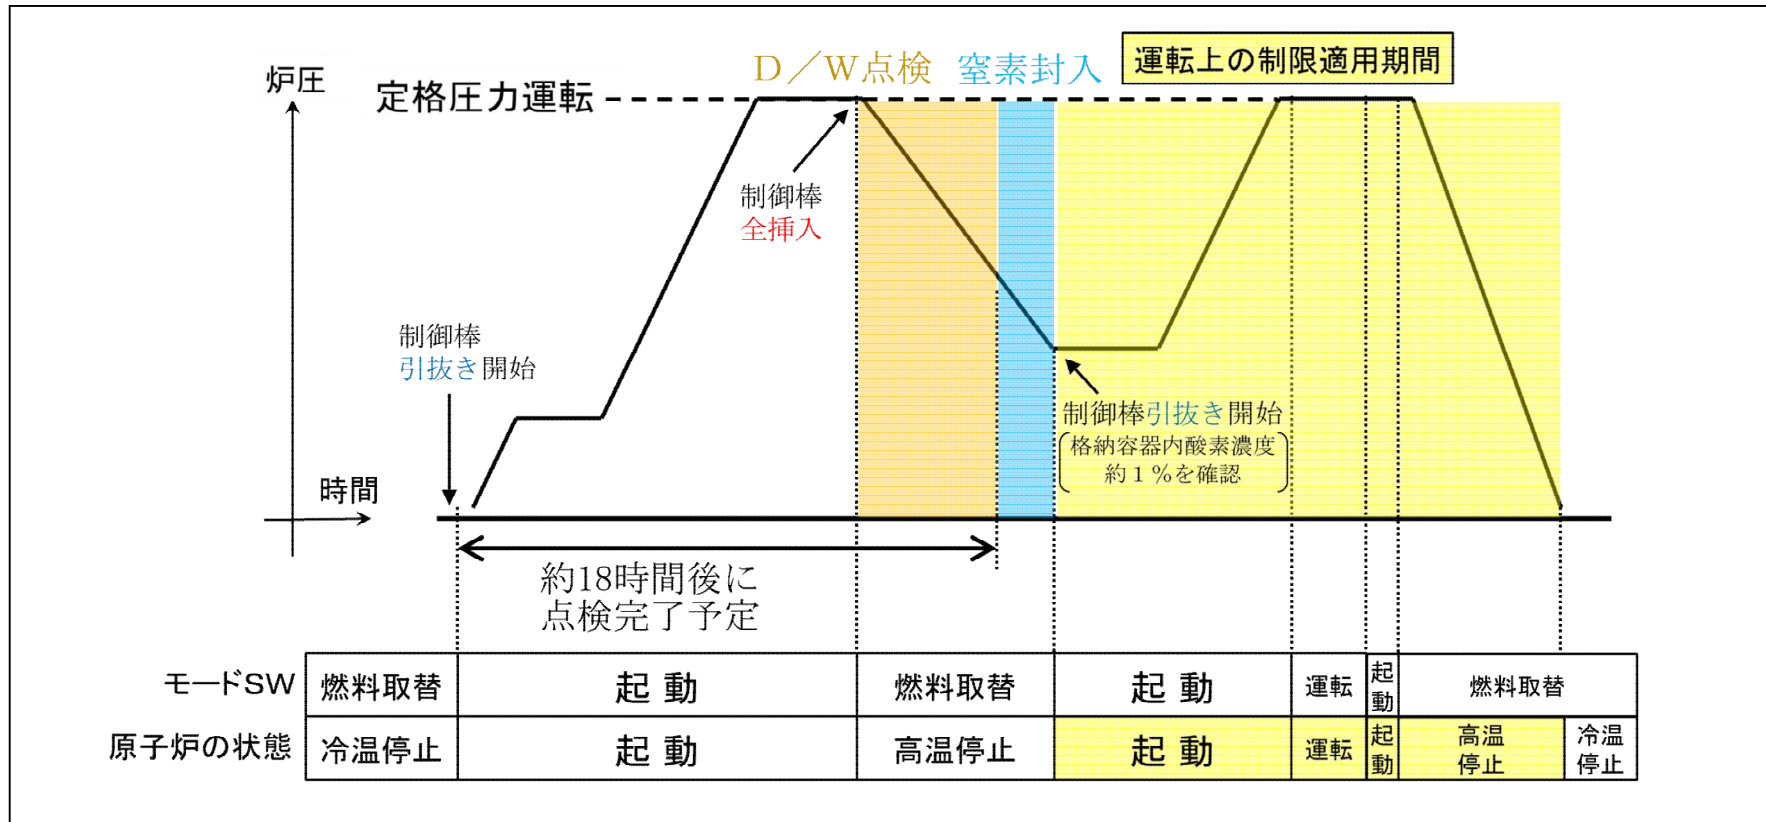 D／W点検
窒素封入
運転上の制限適用期間
炉圧
定格圧力運転
制御棒
全挿入
制御棒
引抜き開始
制御棒引抜き開始
格納容器内酸素濃度
約１％を確認
時間
約18時間後に
点検完了予定
モードSW 燃料取替 起動 燃料取替 起動 運転 起動 燃料取替
原子炉の状態 冷温停止 起動 高温停止 起動 運転 起動 高温停止 冷温停止